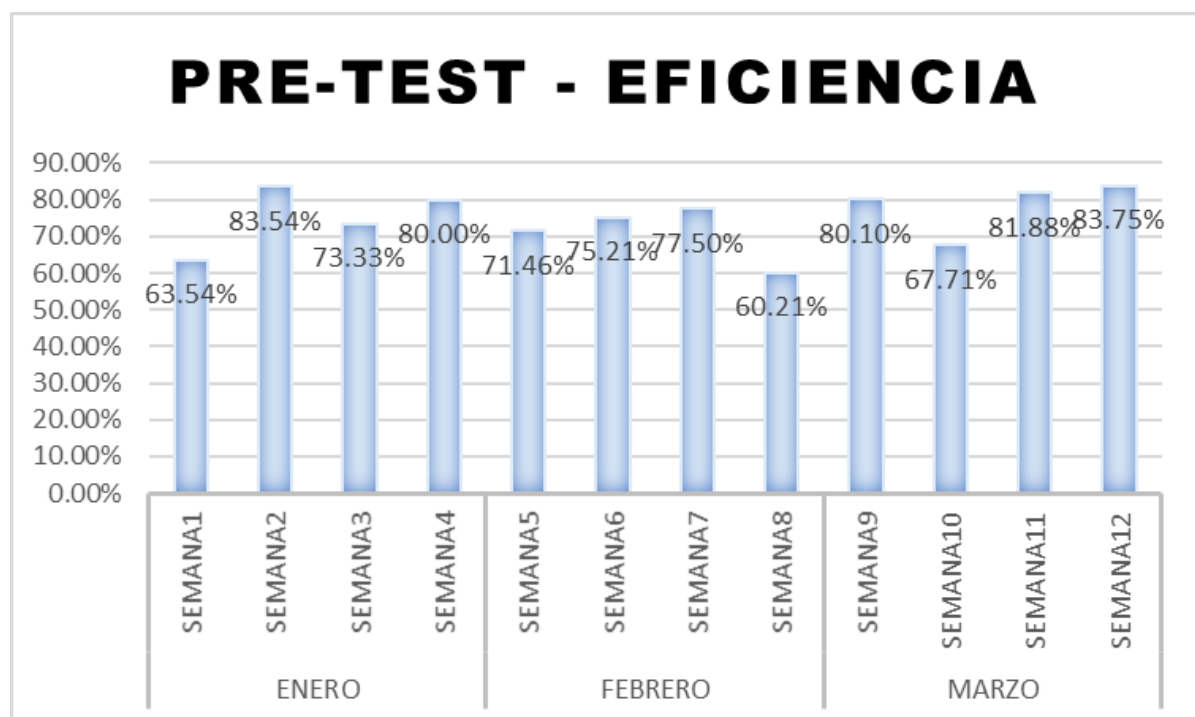 PRE-TEST - EFICIENCIA
90.00%
80.00%
70.00%
60.00%
50.00%
40.00%
30.00%
20.00%
10.00%
0.00%
63.54%
83.54%
73.33%
80.00%
71.46%
75.21%
77.50%
60.21%
80.10%
67.71%
81.88%
83.75%
SEMANA1
SEMANA2
SEMANA3
SEMANA4
SEMANA5
SEMANA6
SEMANA7
SEMANA8
SEMANA9
SEMANA10
SEMANA11
SEMANA12
ENERO
FEBRERO
MARZO